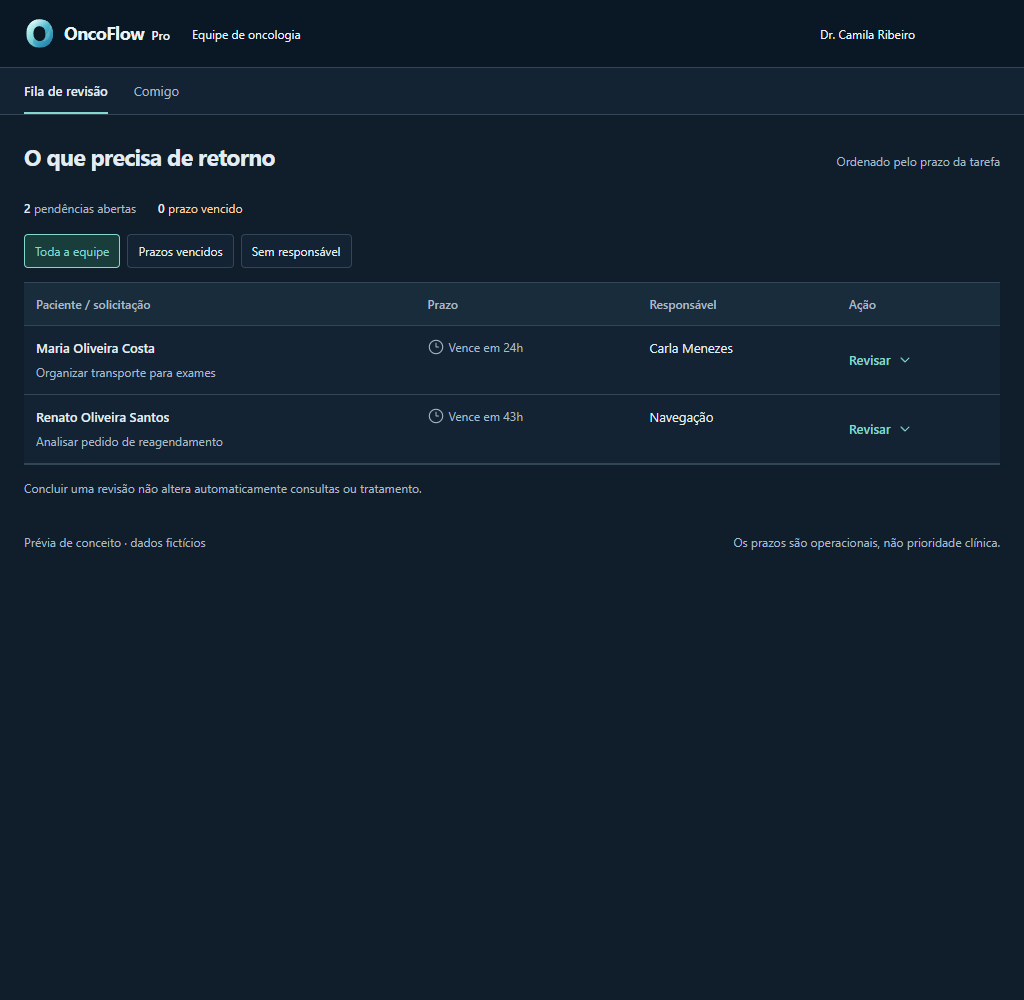 OncoFlow Pro Equipe de oncologia Dr. Camila Ribeiro
Fila de revisão Comigo
O que precisa de retorno
Ordenado pelo prazo da tarefa
2 pendências abertas 0 prazo vencido
Toda a equipe Prazos vencidos Sem responsável
Paciente / solicitação Prazo Responsável Ação
Maria Oliveira Costa Vence em 24h Carla Menezes
Organizar transporte para exames Revisar
Renato Oliveira Santos Vence em 43h Navegação
Analisar pedido de reagendamento Revisar
Concluir uma revisão não altera automaticamente consultas ou tratamento.
Prévia de conceito · dados fictícios Os prazos são operacionais, não prioridade clínica.